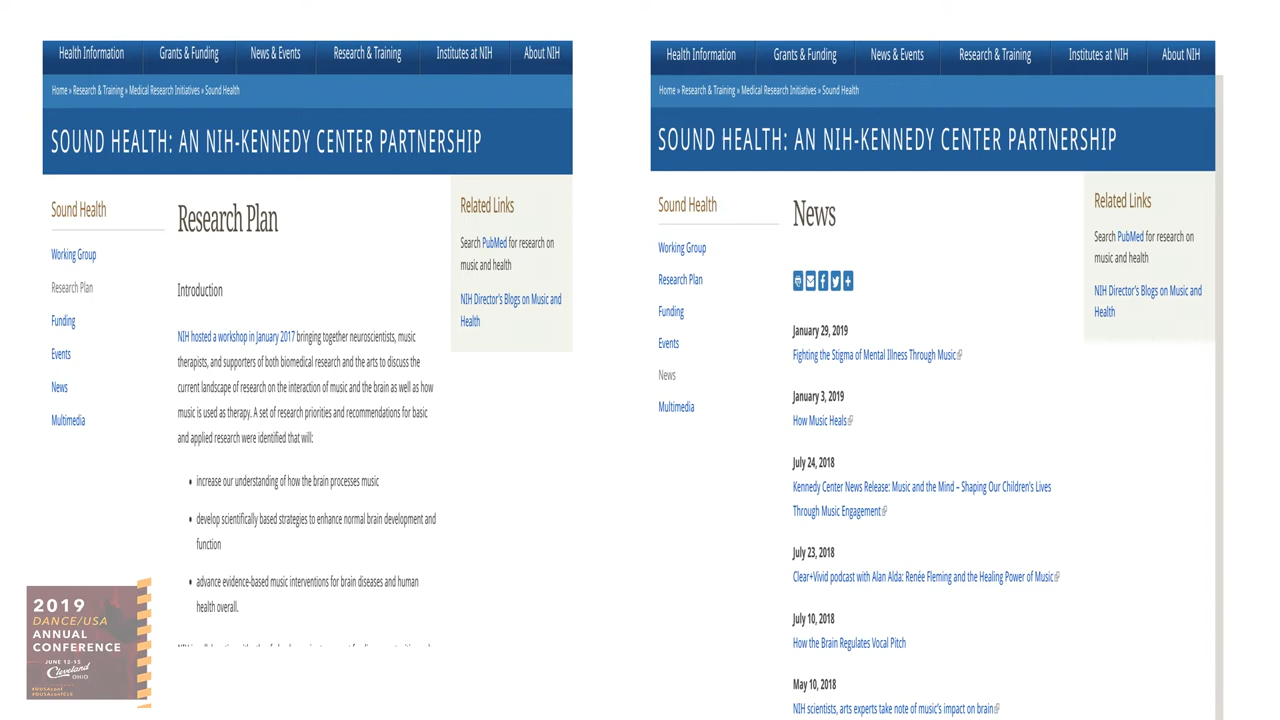 Health Information Grants & Funding News & Events Research & Training Institutes at NIH About NIH
Home » Research & Training » Medical Research Initiatives » Sound Health
SOUND HEALTH: AN NIH-KENNEDY CENTER PARTNERSHIP
Sound Health
Working Group
Research Plan
Funding
Events
News
Multimedia
Research Plan
Introduction
NIH hosted a workshop in January 2017 bringing together neuroscientists, music
therapists, and supporters of both biomedical research and the arts to discuss the
current landscape of research on the interaction of music and the brain as well as how
music is used as therapy. A set of research priorities and recommendations for basic
and applied research were identified that will:
• increase our understanding of how the brain processes music
• develop scientifically based strategies to enhance normal brain development and
function
• advance evidence-based music interventions for brain diseases and human
health overall.
Related Links
Search PubMed for research on
music and health
NIH Director's Blogs on Music and
Health
2019
DANCE/USA
ANNUAL
CONFERENCE
JUNE 12-15
Cleveland
OHIO
#DUSAconf
#DUSAconfCLE
Health Information Grants & Funding News & Events Research & Training Institutes at NIH About NIH
Home » Research & Training » Medical Research Initiatives » Sound Health
SOUND HEALTH: AN NIH-KENNEDY CENTER PARTNERSHIP
Sound Health
Working Group
Research Plan
Funding
Events
News
Multimedia
News
January 29, 2019
Fighting the Stigma of Mental Illness Through Music
January 3, 2019
How Music Heals
July 24, 2018
Kennedy Center News Release: Music and the Mind – Shaping Our Children's Lives
Through Music Engagement
July 23, 2018
Clear+Vivid podcast with Alan Alda: Renée Fleming and the Healing Power of Music
July 10, 2018
How the Brain Regulates Vocal Pitch
May 10, 2018
NIH scientists, arts experts take note of music's impact on brain
Related Links
Search PubMed for research on
music and health
NIH Director's Blogs on Music and
Health